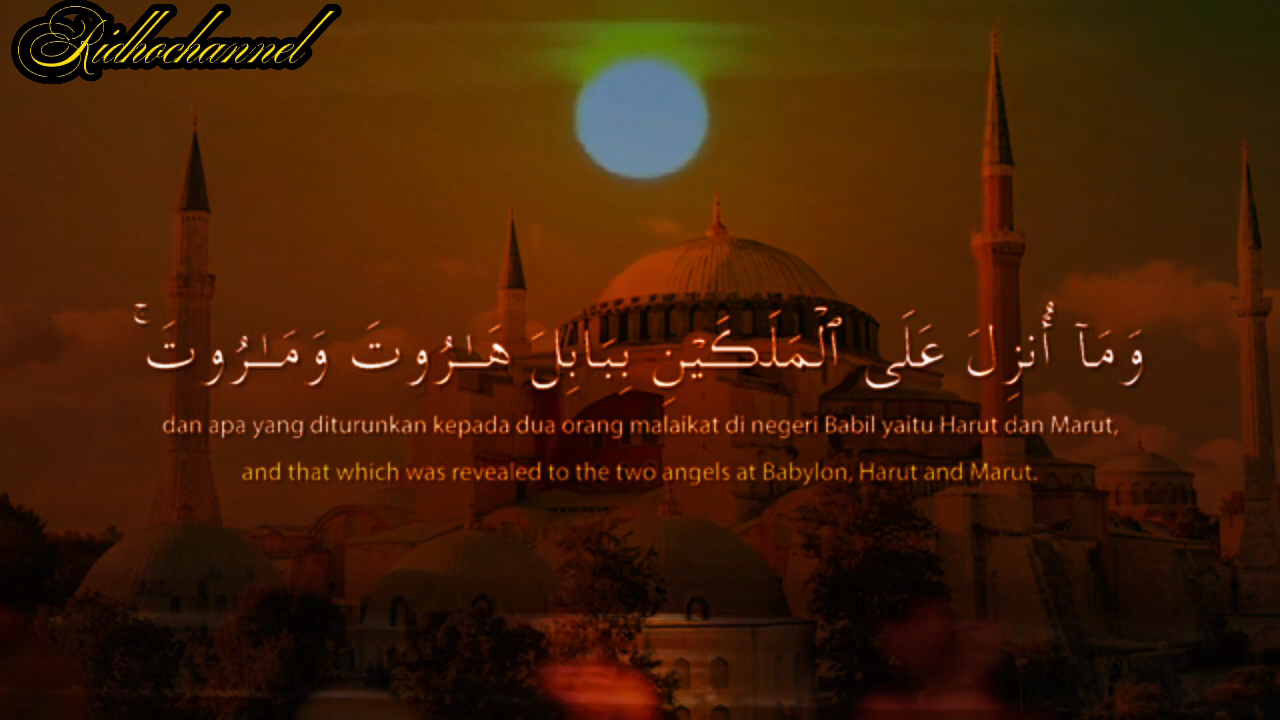 Ridhochannel
وَمَآ أُنزِلَ عَلَى ٱلْمَلَكَيْنِ بِبَابِلَ هَـٰرُوتَ وَمَـٰرُوتَ ۚ
dan apa yang diturunkan kepada dua orang malaikat di negeri Babil yaitu Harut dan Marut,
and that which was revealed to the two angels at Babylon, Harut and Marut.